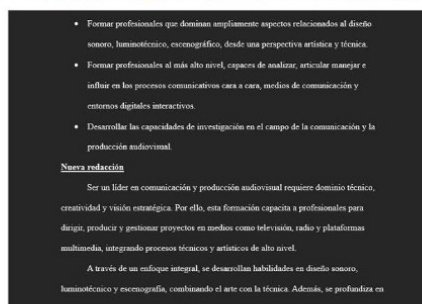 • Formar profesionales que dominan ampliamente aspectos relacionados al diseño
sonoro, luminotécnico, escenográfico, desde una perspectiva artística y técnica.
• Formar profesionales al más alto nivel, capaces de analizar, articular manejar e
influir en los procesos comunicativos cara a cara, medios de comunicación y
entornos digitales interactivos.
• Desarrollar las capacidades de investigación en el campo de la comunicación y la
producción audiovisual.
Nueva redacción
Ser un líder en comunicación y producción audiovisual requiere dominio técnico,
creatividad y visión estratégica. Por ello, esta formación capacita a profesionales para
dirigir, producir y gestionar proyectos en medios como televisión, radio y plataformas
multimedia, integrando procesos técnicos y artísticos de alto nivel.
A través de un enfoque integral, se desarrollan habilidades en diseño sonoro,
luminotécnico y escenografía, combinando el arte con la técnica. Además, se profundiza en